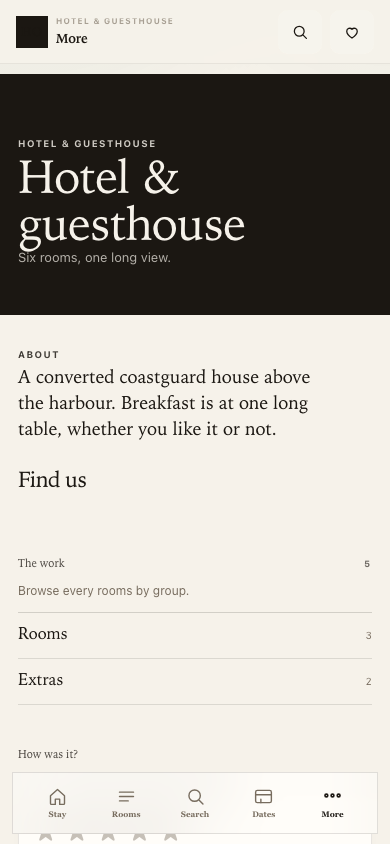 HOTEL & GUESTHOUSE
More
HOTEL & GUESTHOUSE
Hotel &
guesthouse
Six rooms, one long view.
ABOUT
A converted coastguard house above
the harbour. Breakfast is at one long
table, whether you like it or not.
Find us
The work 5
Browse every rooms by group.
Rooms 3
Extras 2
How was it?
Stay Rooms Search Dates More